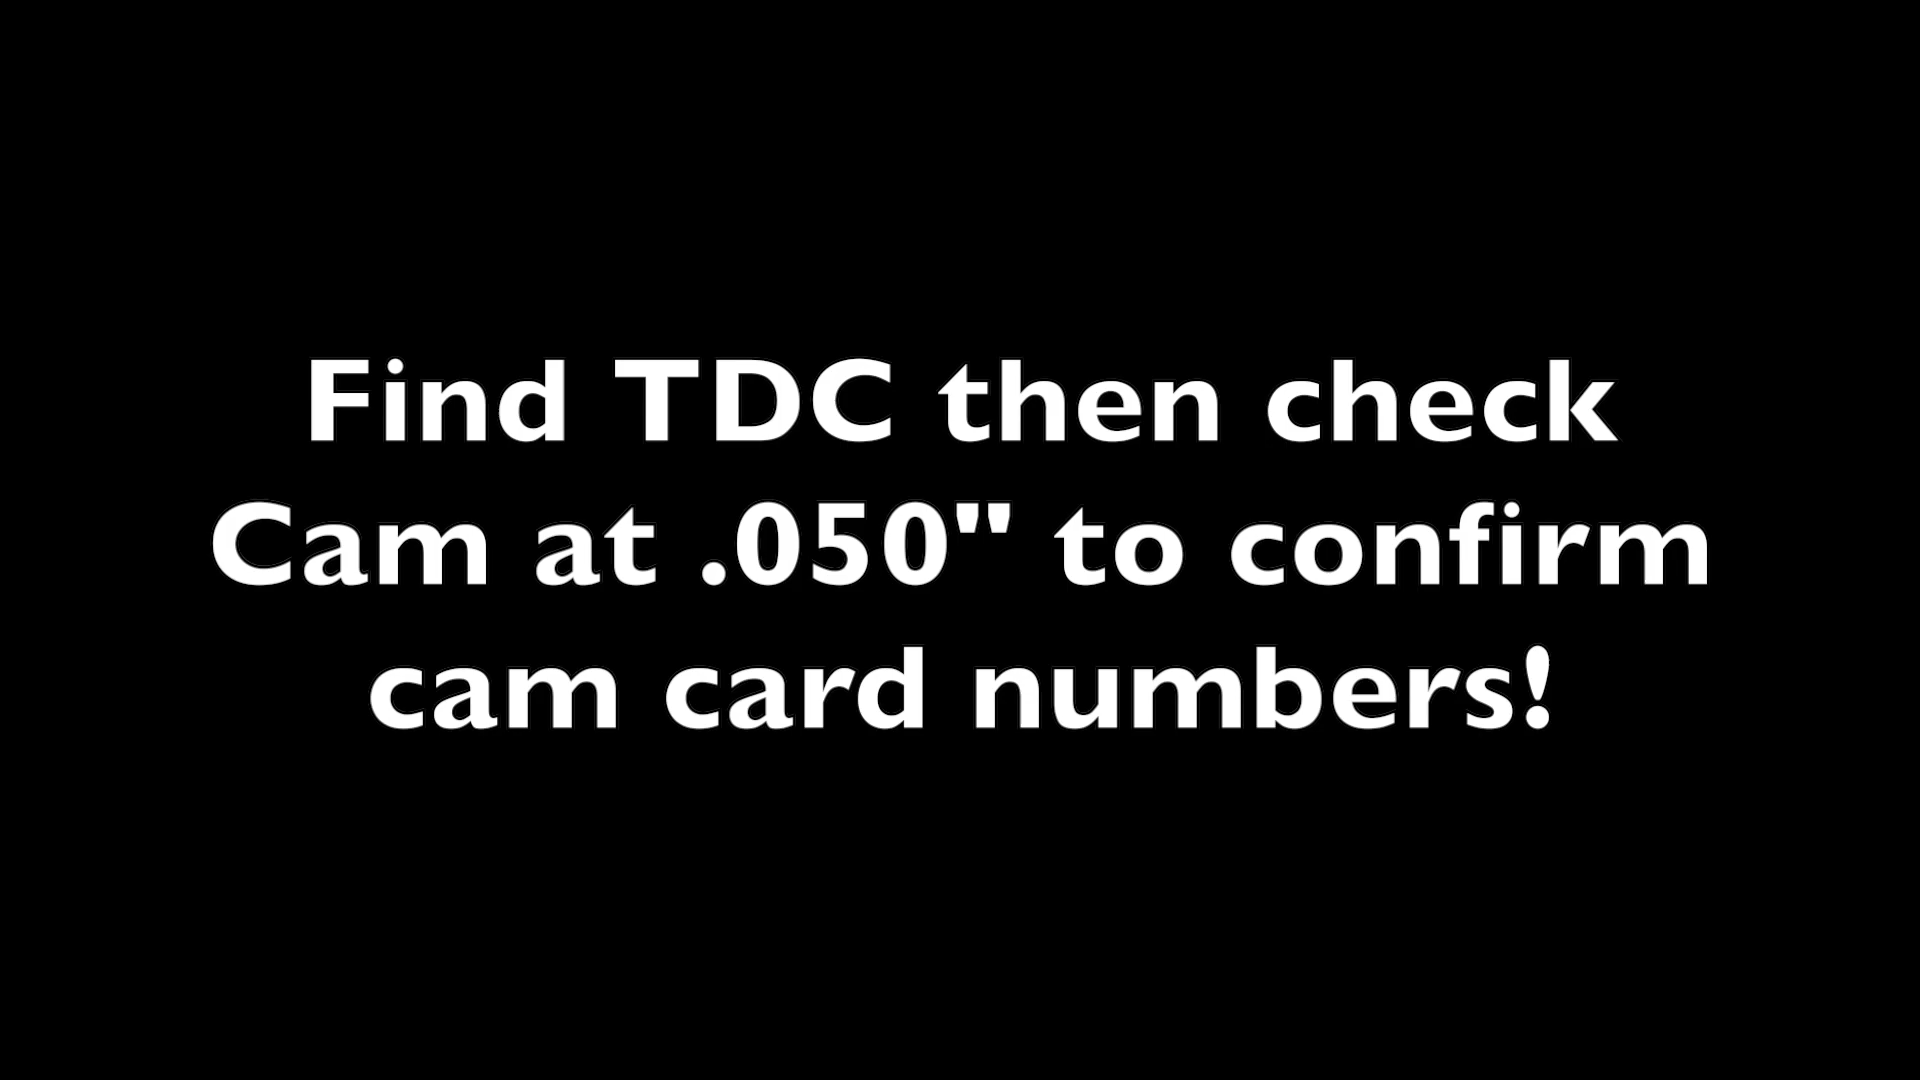 Find TDC then check
Cam at .050" to confirm
cam card numbers!